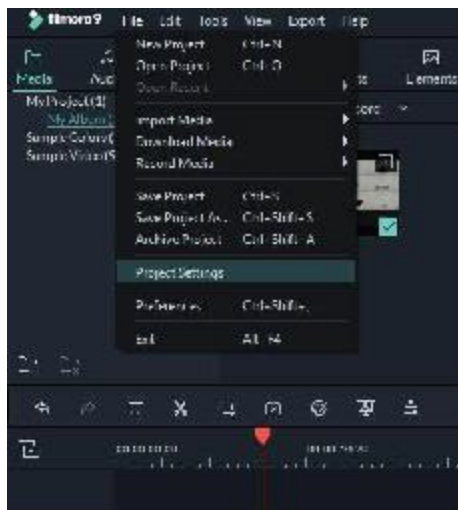 filmora9 File Edit Tools View Export Help
New Project Ctrl+N
Open Project Ctrl+O
Open Recent
Import Media
Download Media
Record Media
Save Project Ctrl+S
Save Project As... Ctrl+Shift+S
Archive Project Ctrl+Shift+A
Project Settings
Preferences
Exit Alt+F4
Media
Elements
My Project (1)
My Album
Sample Colors
Sample Video